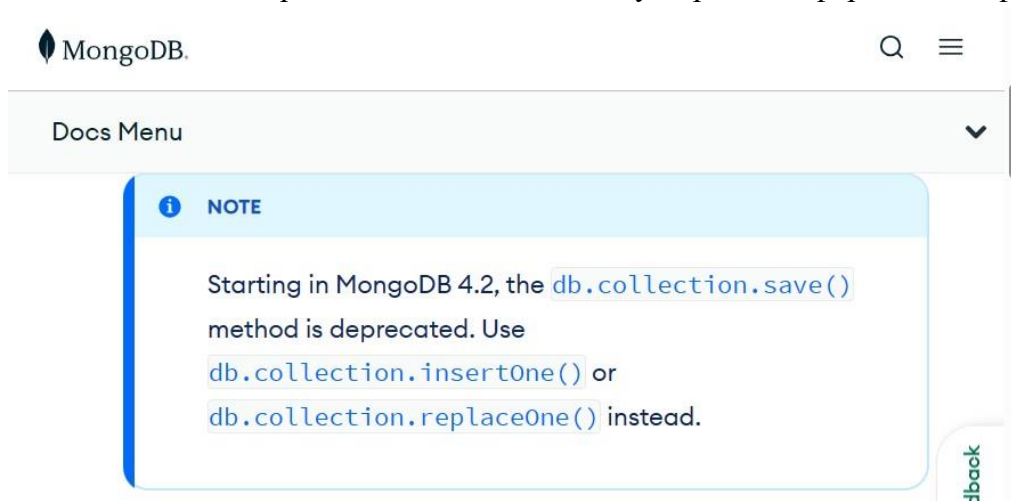 MongoDB.
Docs Menu
NOTE
Starting in MongoDB 4.2, the db.collection.save()
method is deprecated. Use
db.collection.insertOne() or
db.collection.replaceOne() instead.